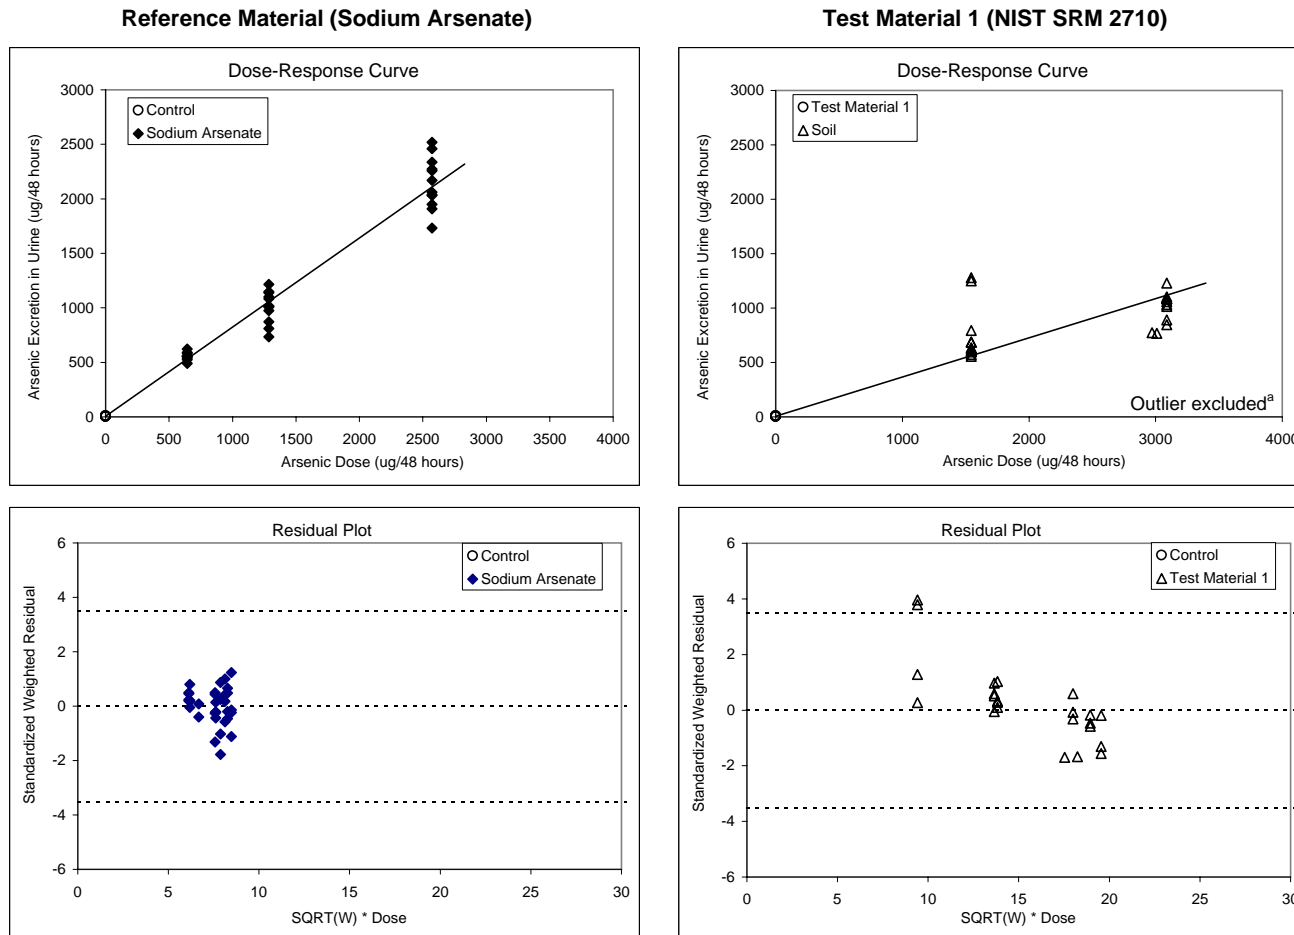 Reference Material (Sodium Arsenate)
Test Material 1 (NIST SRM 2710)
Dose-Response Curve
Control
Sodium Arsenate
Arsenic Excretion in Urine (ug/48 hours)
3000
2500
2000
1500
1000
500
0
0 500 1000 1500 2000 2500 3000 3500 4000
Arsenic Dose (ug/48 hours)
Dose-Response Curve
Test Material 1
Soil
Arsenic Excretion in Urine (ug/48 hours)
3000
2500
2000
1500
1000
500
0
Outlier excludedᵃ
0 1000 2000 3000 4000
Arsenic Dose (ug/48 hours)
Residual Plot
Control
Sodium Arsenate
Standardized Weighted Residual
6
4
2
0
-2
-4
-6
0 5 10 15 20 25 30
SQRT(W) * Dose
Residual Plot
Control
Test Material 1
Standardized Weighted Residual
6
4
2
0
-2
-4
-6
0 5 10 15 20 25 30
SQRT(W) * Dose